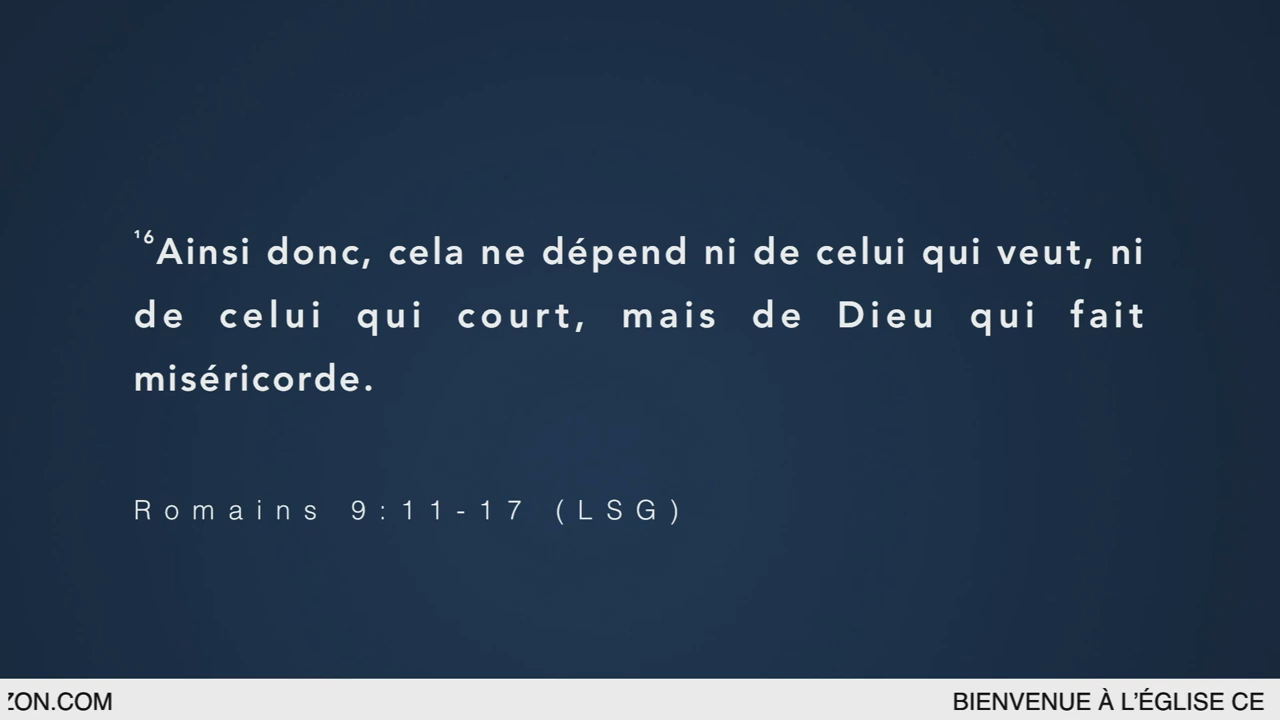 ¹⁶Ainsi donc, cela ne dépend ni de celui qui veut, ni
de celui qui court, mais de Dieu qui fait
miséricorde.
Romains 9:11-17 (LSG)
ZON.COM BIENVENUE À L’ÉGLISE CE